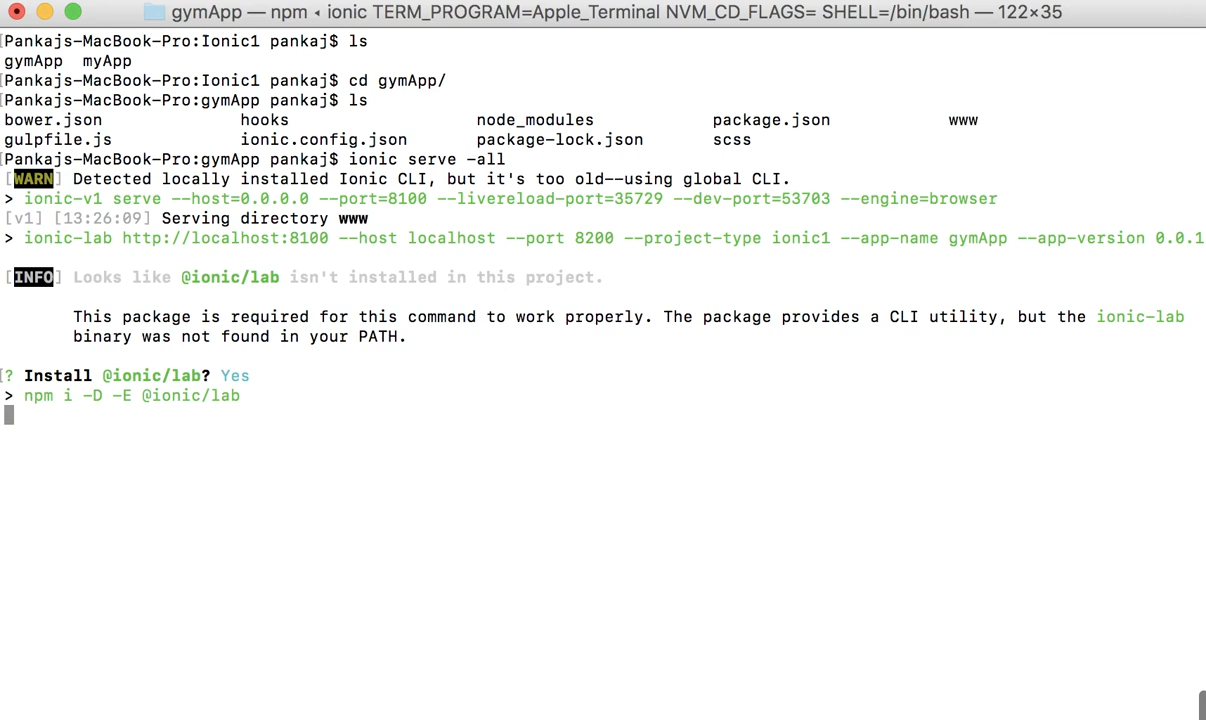 gymApp — npm ◂ ionic TERM_PROGRAM=Apple_Terminal NVM_CD_FLAGS= SHELL=/bin/bash — 122×35
[Pankajs-MacBook-Pro:Ionic1 pankaj$ ls
gymApp  myApp
[Pankajs-MacBook-Pro:Ionic1 pankaj$ cd gymApp/
[Pankajs-MacBook-Pro:gymApp pankaj$ ls
bower.json              hooks                   node_modules            package.json            www
gulpfile.js             ionic.config.json       package-lock.json       scss
[Pankajs-MacBook-Pro:gymApp pankaj$ ionic serve -all
[WARN] Detected locally installed Ionic CLI, but it's too old--using global CLI.
> ionic-v1 serve --host=0.0.0.0 --port=8100 --livereload-port=35729 --dev-port=53703 --engine=browser
[v1] [13:26:09] Serving directory www
> ionic-lab http://localhost:8100 --host localhost --port 8200 --project-type ionic1 --app-name gymApp --app-version 0.0.1
[INFO] Looks like @ionic/lab isn't installed in this project.
This package is required for this command to work properly. The package provides a CLI utility, but the ionic-lab
binary was not found in your PATH.
[? Install @ionic/lab? Yes
> npm i -D -E @ionic/lab